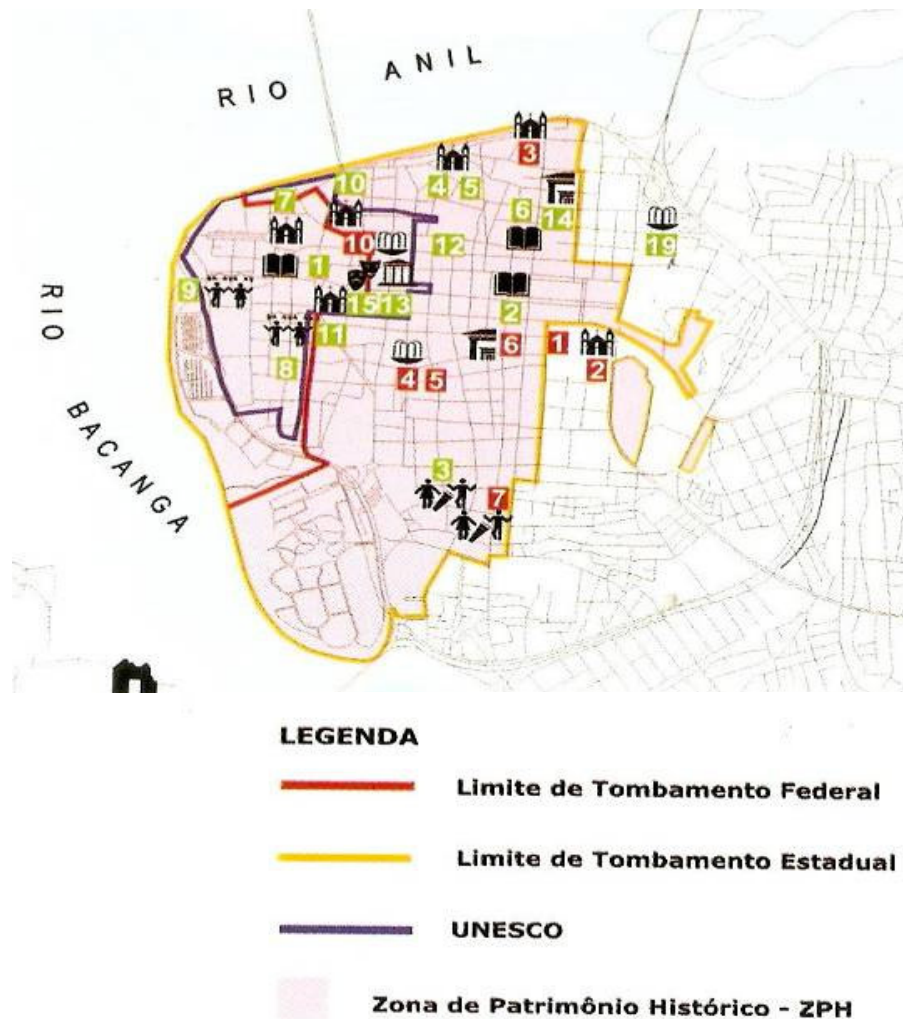 RIO ANIL
3
10
4 5
7
6
14
10
12
19
1
9
15 13
2
11
RIO
8
6
1
4 5
2
BACANGA
3
7
LEGENDA
Limite de Tombamento Federal
Limite de Tombamento Estadual
UNESCO
Zona de Patrimônio Histórico - ZPH